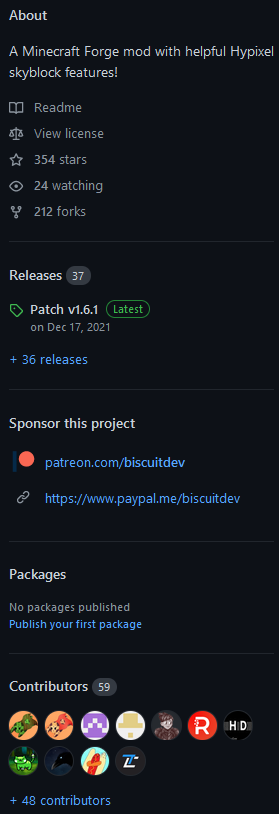 About
A Minecraft Forge mod with helpful Hypixel
skyblock features!
Readme
View license
354 stars
24 watching
212 forks
Releases 37
Patch v1.6.1 Latest
on Dec 17, 2021
+ 36 releases
Sponsor this project
patreon.com/biscuitdev
https://www.paypal.me/biscuitdev
Packages
No packages published
Publish your first package
Contributors 59
R H|D
+ 48 contributors